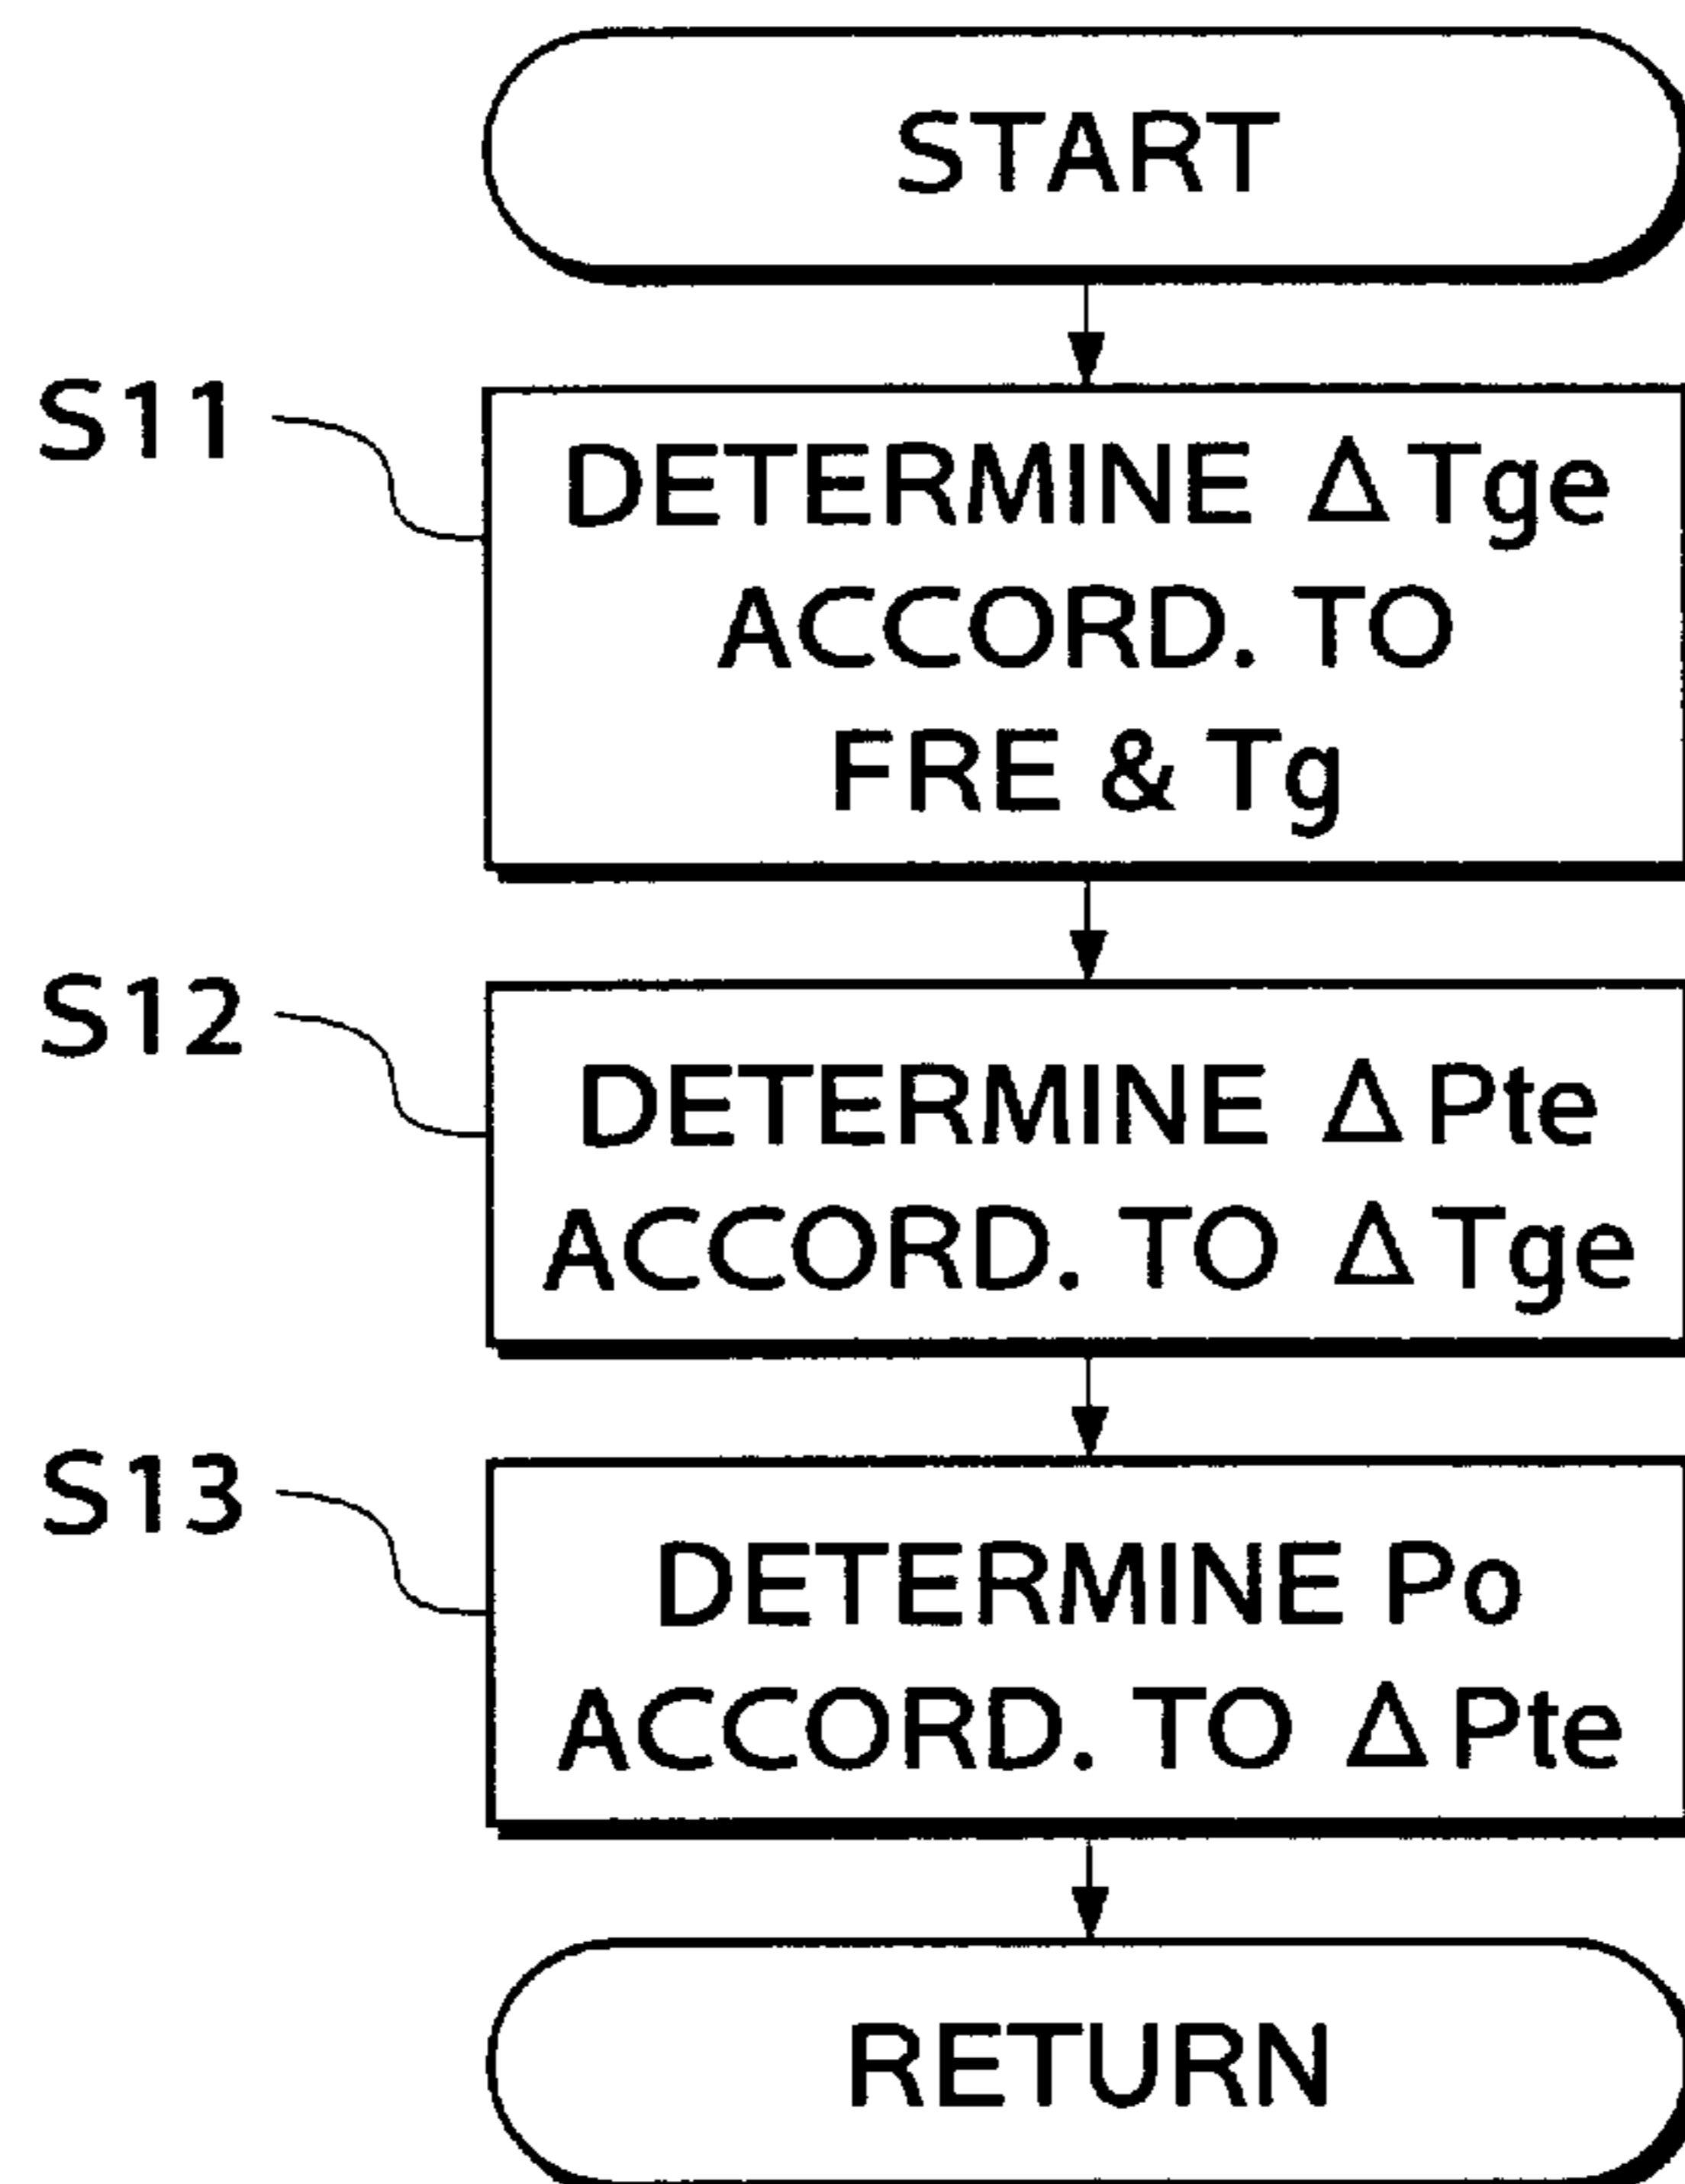 START
S11
DETERMINE ΔTge
ACCORD. TO
FRE & Tg
S12
DETERMINE ΔPte
ACCORD. TO ΔTge
S13
DETERMINE Po
ACCORD. TO ΔPte
RETURN